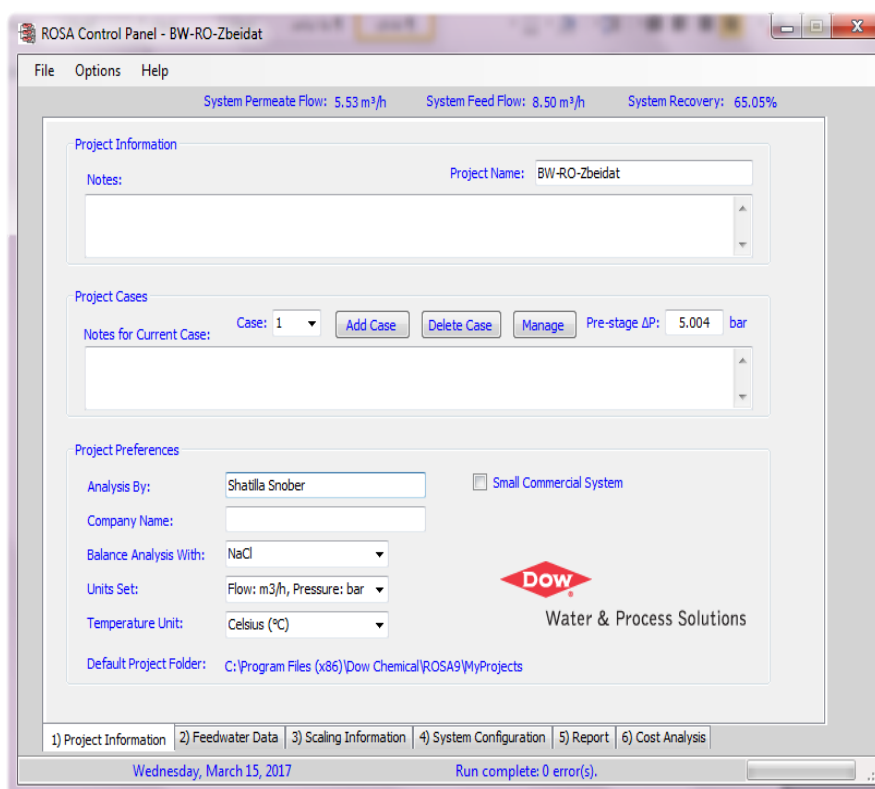 ROSA Control Panel - BW-RO-Zbeidat
File Options Help
System Permeate Flow: 5.53 m³/h System Feed Flow: 8.50 m³/h System Recovery: 65.05%
Project Information
Notes: Project Name: BW-RO-Zbeidat
Project Cases
Notes for Current Case: Case: 1 Add Case Delete Case Manage Pre-stage ΔP: 5.004 bar
Project Preferences
Analysis By: Shatilla Snober Small Commercial System
Company Name:
Balance Analysis With: NaCl
Units Set: Flow: m3/h, Pressure: bar
DOW
Temperature Unit: Celsius (°C) Water & Process Solutions
Default Project Folder: C:\Program Files (x86)\Dow Chemical\ROSA9\MyProjects
1) Project Information 2) Feedwater Data 3) Scaling Information 4) System Configuration 5) Report 6) Cost Analysis
Wednesday, March 15, 2017 Run complete: 0 error(s).